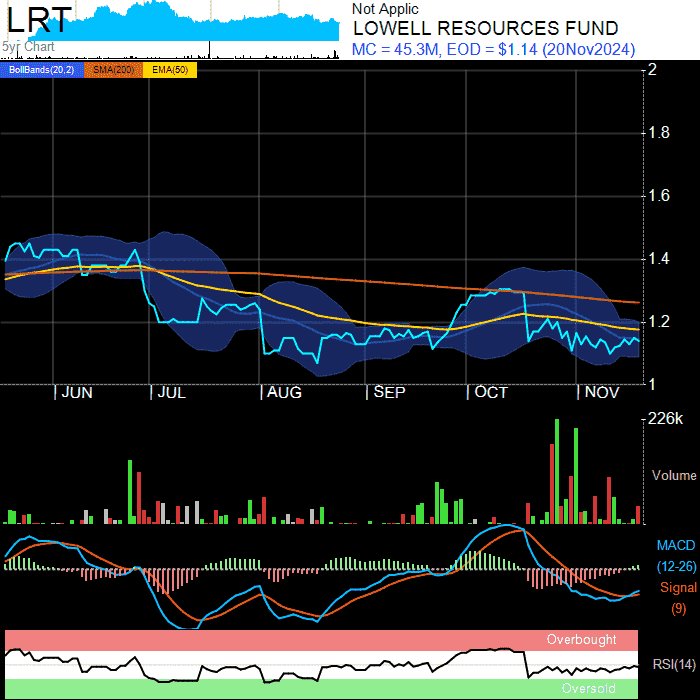 LRT
5yr Chart
Not Applic
LOWELL RESOURCES FUND
MC = 45.3M, EOD = $1.14 (20Nov2024)
BollBands(20,2) SMA(200) EMA(50)
2
1.8
1.6
1.4
1.2
1
JUN JUL AUG SEP OCT NOV
226k
Volume
MACD
(12-26)
Signal
(9)
Overbought
RSI(14)
Oversold